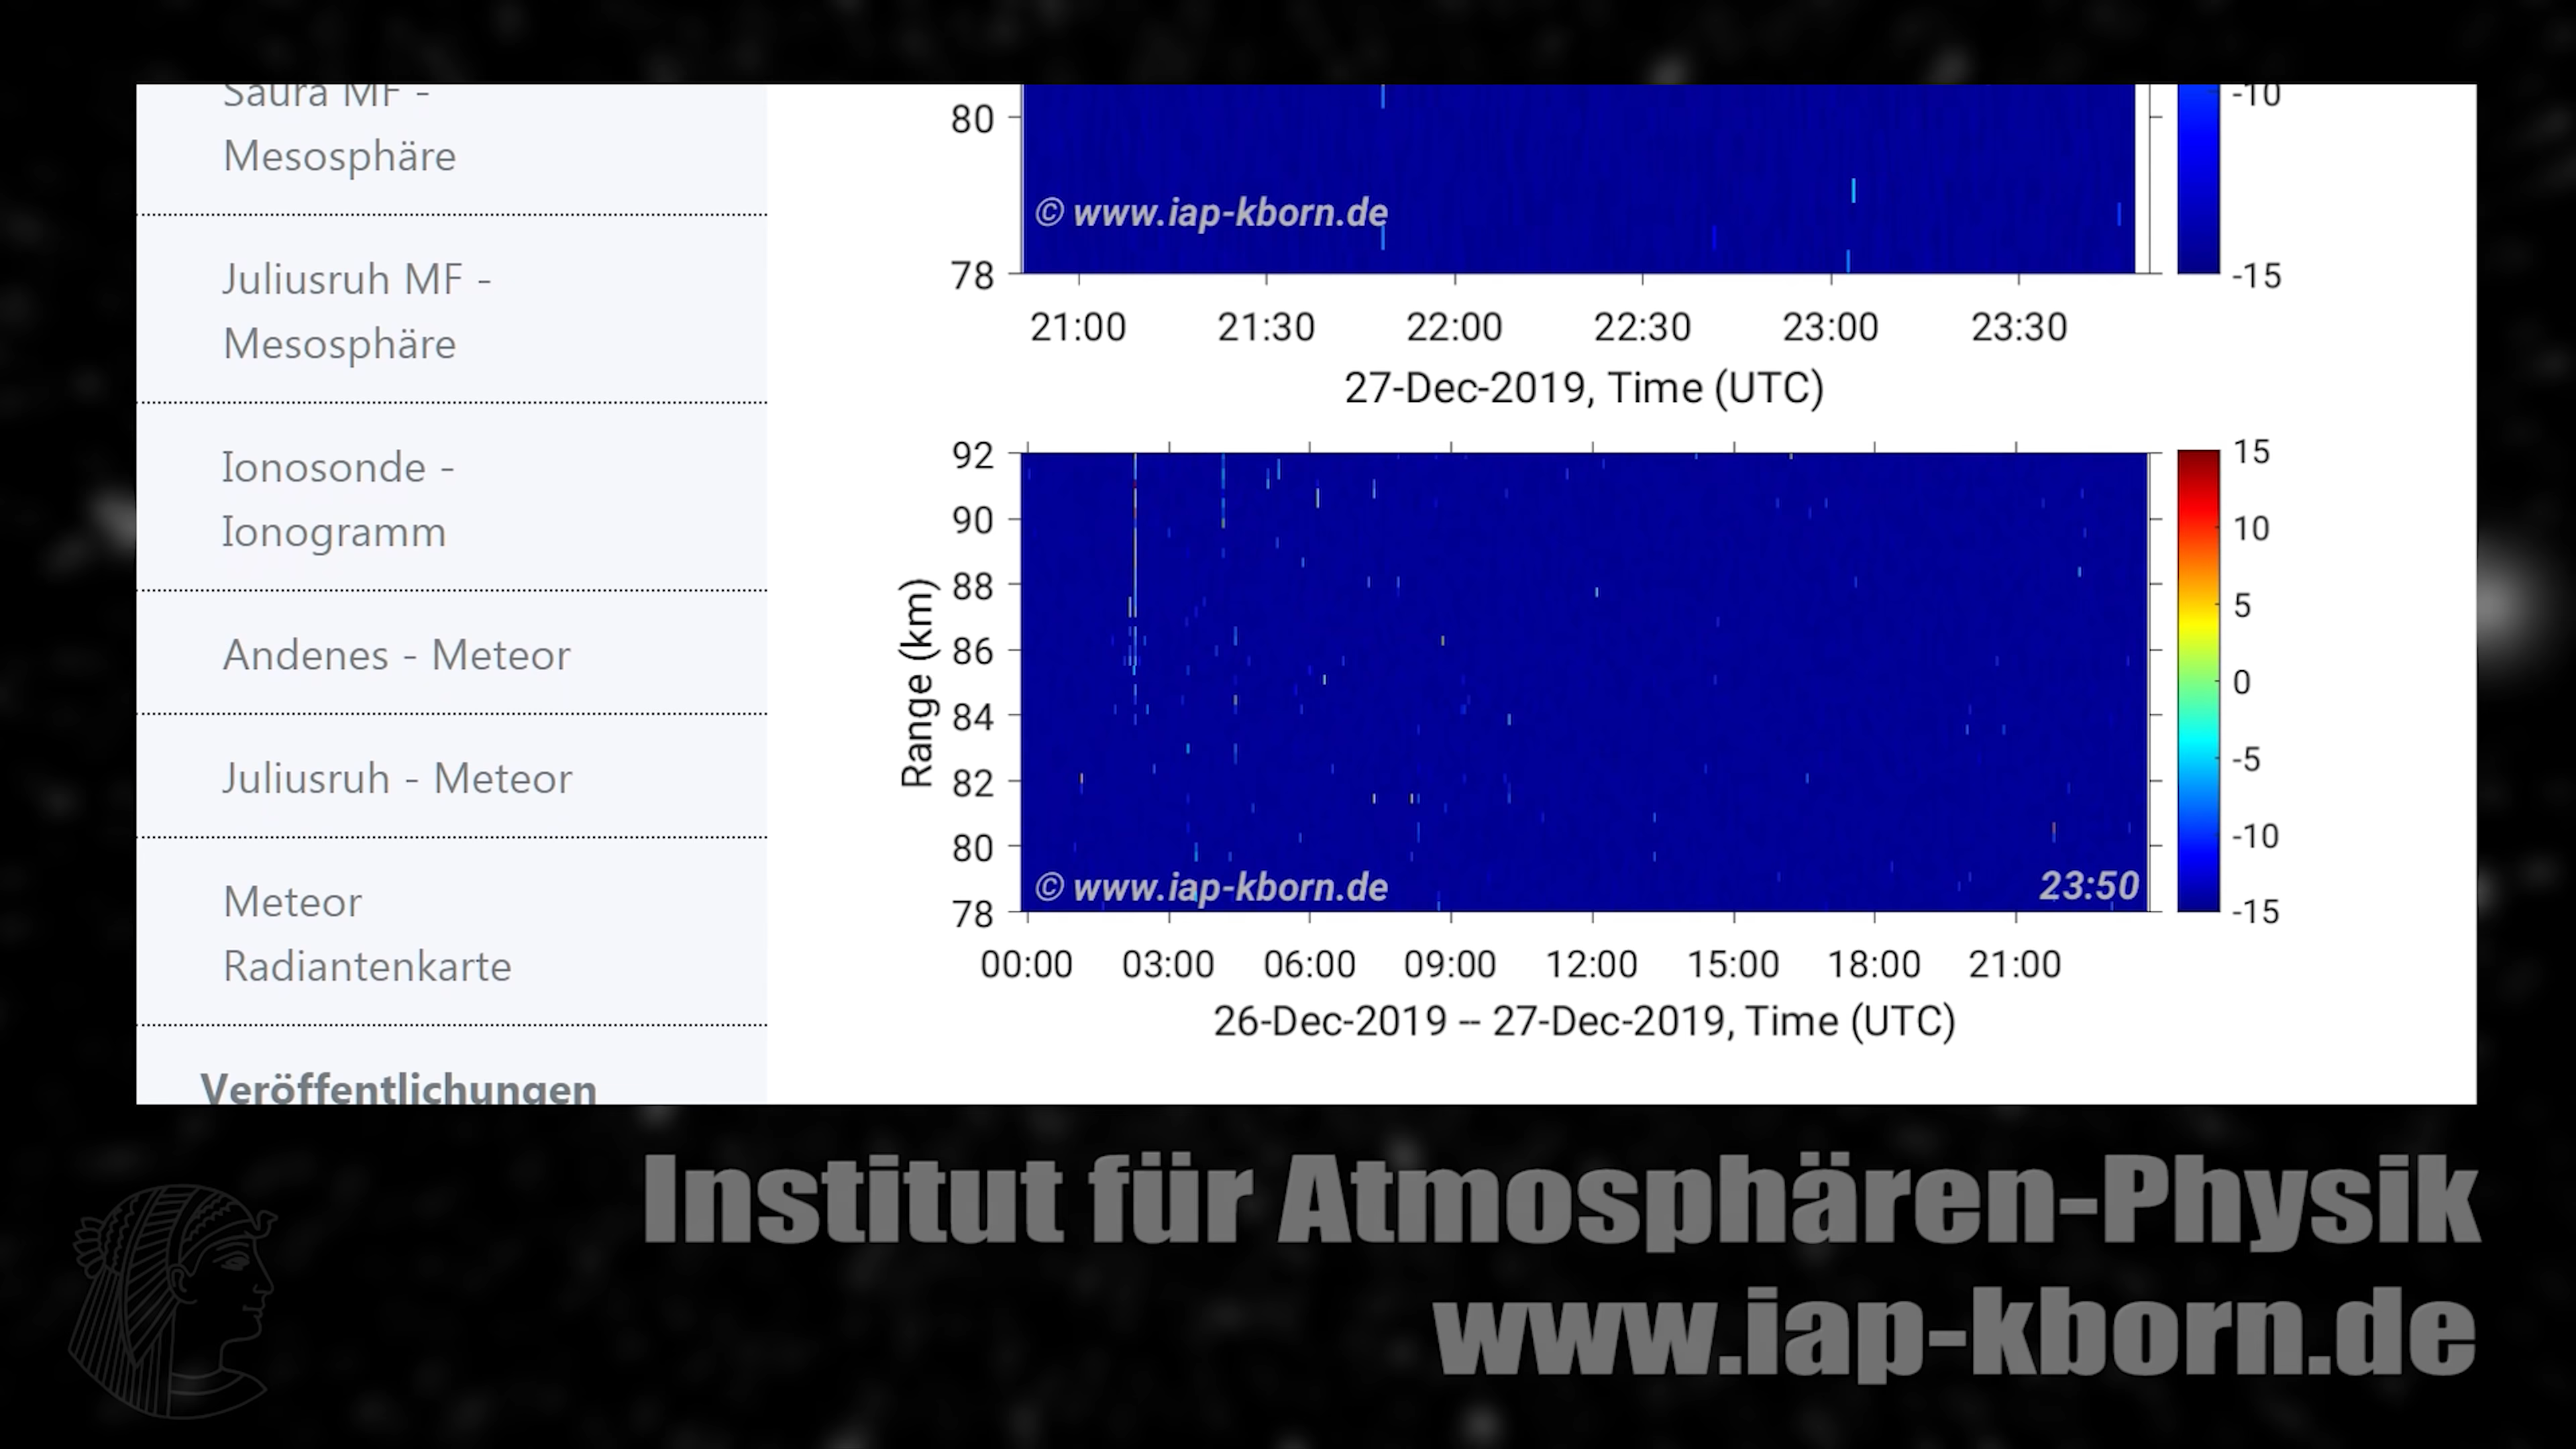 Saura MF -
Mesosphäre
Juliusruh MF -
Mesosphäre
Ionosonde -
Ionogramm
Andenes - Meteor
Juliusruh - Meteor
Meteor
Radiantenkarte
Veröffentlichungen
80
78
© www.iap-kborn.de
-10
-15
21:00 21:30 22:00 22:30 23:00 23:30
27-Dec-2019, Time (UTC)
Range (km)
92
90
88
86
84
82
80
78
© www.iap-kborn.de
23:50
15
10
5
0
-5
-10
-15
00:00 03:00 06:00 09:00 12:00 15:00 18:00 21:00
26-Dec-2019 -- 27-Dec-2019, Time (UTC)
Institut für Atmosphären-Physik
www.iap-kborn.de